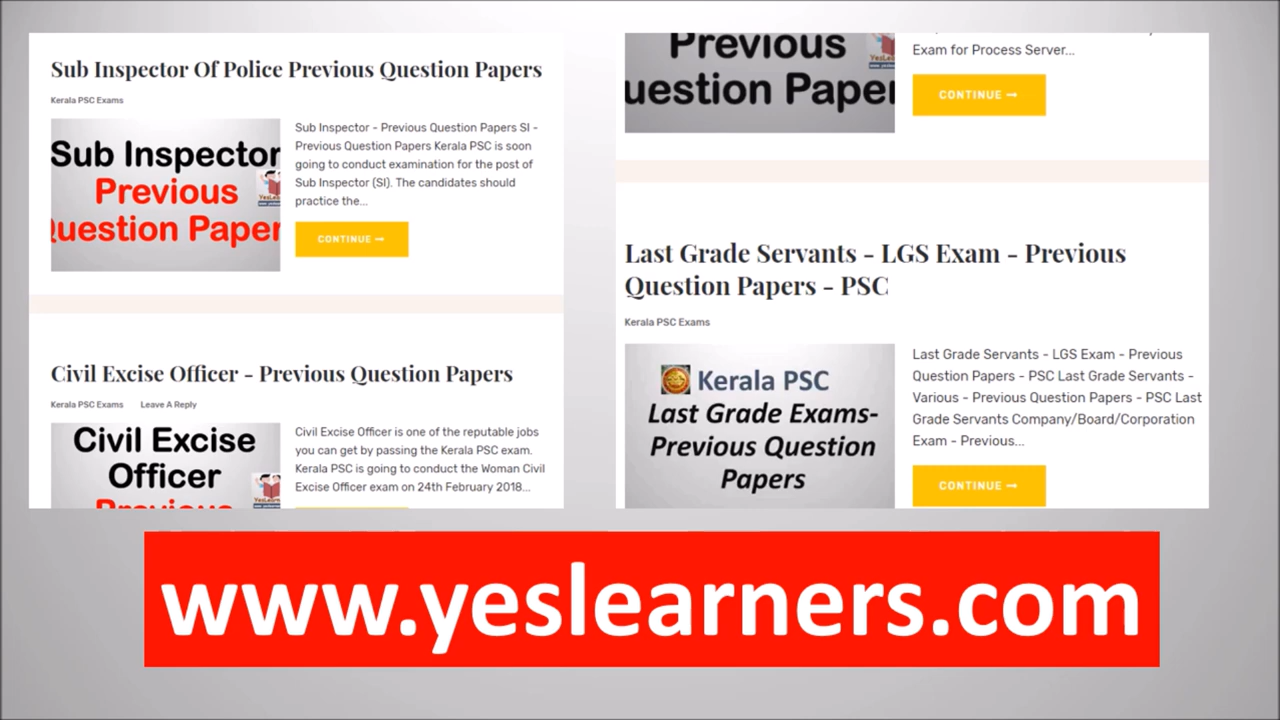 Sub Inspector Of Police Previous Question Papers
Kerala PSC Exams
Sub Inspector
Previous
Question Paper
Sub Inspector - Previous Question Papers SI -
Previous Question Papers Kerala PSC is soon
going to conduct examination for the post of
Sub Inspector (SI). The candidates should
practice the...
CONTINUE →
Civil Excise Officer - Previous Question Papers
Kerala PSC Exams Leave A Reply
Civil Excise
Officer
Previous
Civil Excise Officer is one of the reputable jobs
you can get by passing the Kerala PSC exam.
Kerala PSC is going to conduct the Woman Civil
Excise Officer exam on 24th February 2018...
Previous
uestion Paper
Exam for Process Server...
CONTINUE →
Last Grade Servants - LGS Exam - Previous
Question Papers - PSC
Kerala PSC Exams
Kerala PSC
Last Grade Exams-
Previous Question
Papers
Last Grade Servants - LGS Exam - Previous
Question Papers - PSC Last Grade Servants -
Various - Previous Question Papers - PSC Last
Grade Servants Company/Board/Corporation
Exam - Previous...
CONTINUE →
www.yeslearners.com